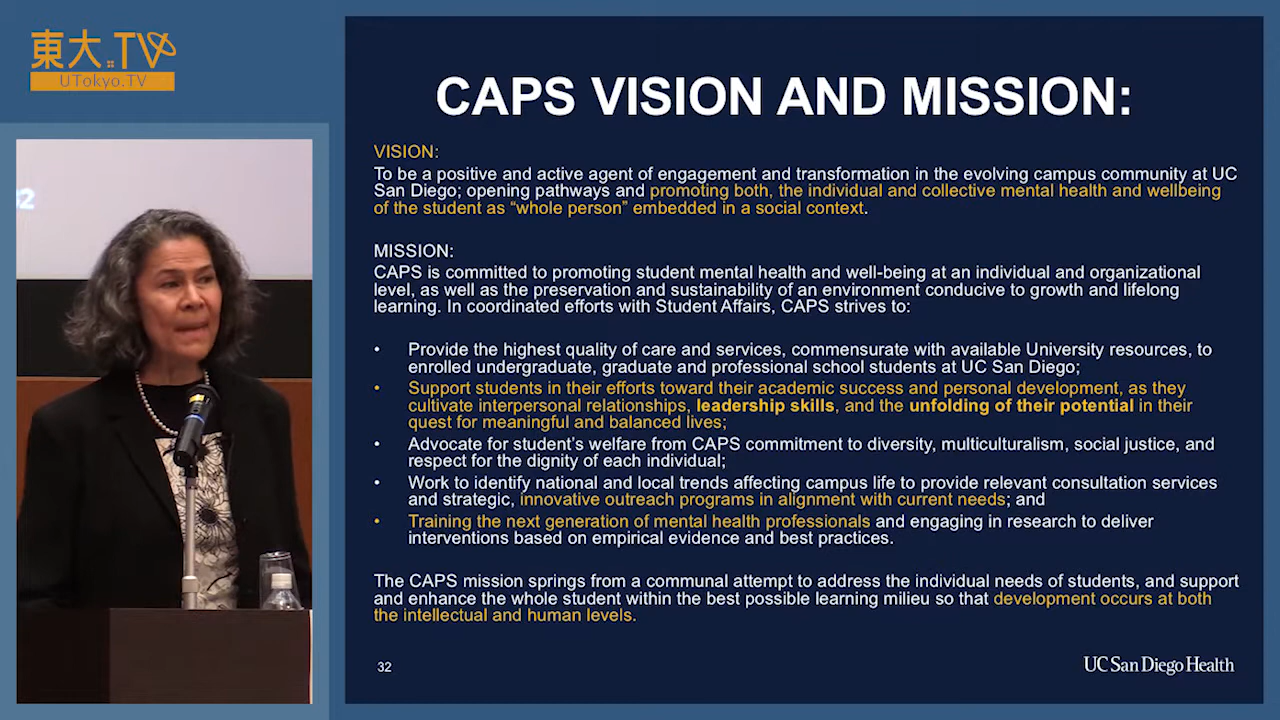 東大.TV
UTokyo.TV
CAPS VISION AND MISSION:
VISION:
To be a positive and active agent of engagement and transformation in the evolving campus community at UC
San Diego; opening pathways and promoting both, the individual and collective mental health and wellbeing
of the student as “whole person” embedded in a social context.
MISSION:
CAPS is committed to promoting student mental health and well-being at an individual and organizational
level, as well as the preservation and sustainability of an environment conducive to growth and lifelong
learning. In coordinated efforts with Student Affairs, CAPS strives to:
• Provide the highest quality of care and services, commensurate with available University resources, to
enrolled undergraduate, graduate and professional school students at UC San Diego;
• Support students in their efforts toward their academic success and personal development, as they
cultivate interpersonal relationships, leadership skills, and the unfolding of their potential in their
quest for meaningful and balanced lives;
• Advocate for student’s welfare from CAPS commitment to diversity, multiculturalism, social justice, and
respect for the dignity of each individual;
• Work to identify national and local trends affecting campus life to provide relevant consultation services
and strategic, innovative outreach programs in alignment with current needs; and
• Training the next generation of mental health professionals and engaging in research to deliver
interventions based on empirical evidence and best practices.
The CAPS mission springs from a communal attempt to address the individual needs of students, and support
and enhance the whole student within the best possible learning milieu so that development occurs at both
the intellectual and human levels.
32
UC San Diego Health